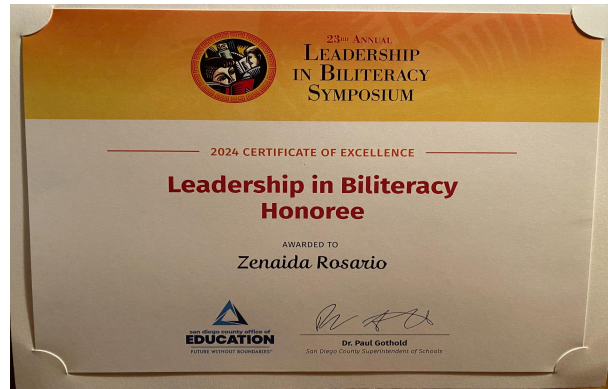 23RD ANNUAL
LEADERSHIP
IN BILITERACY
SYMPOSIUM
2024 CERTIFICATE OF EXCELLENCE
Leadership in Biliteracy
Honoree
AWARDED TO
Zenaida Rosario
san diego county office of
EDUCATION
FUTURE WITHOUT BOUNDARIES™
Dr. Paul Gothold
San Diego County Superintendent of Schools